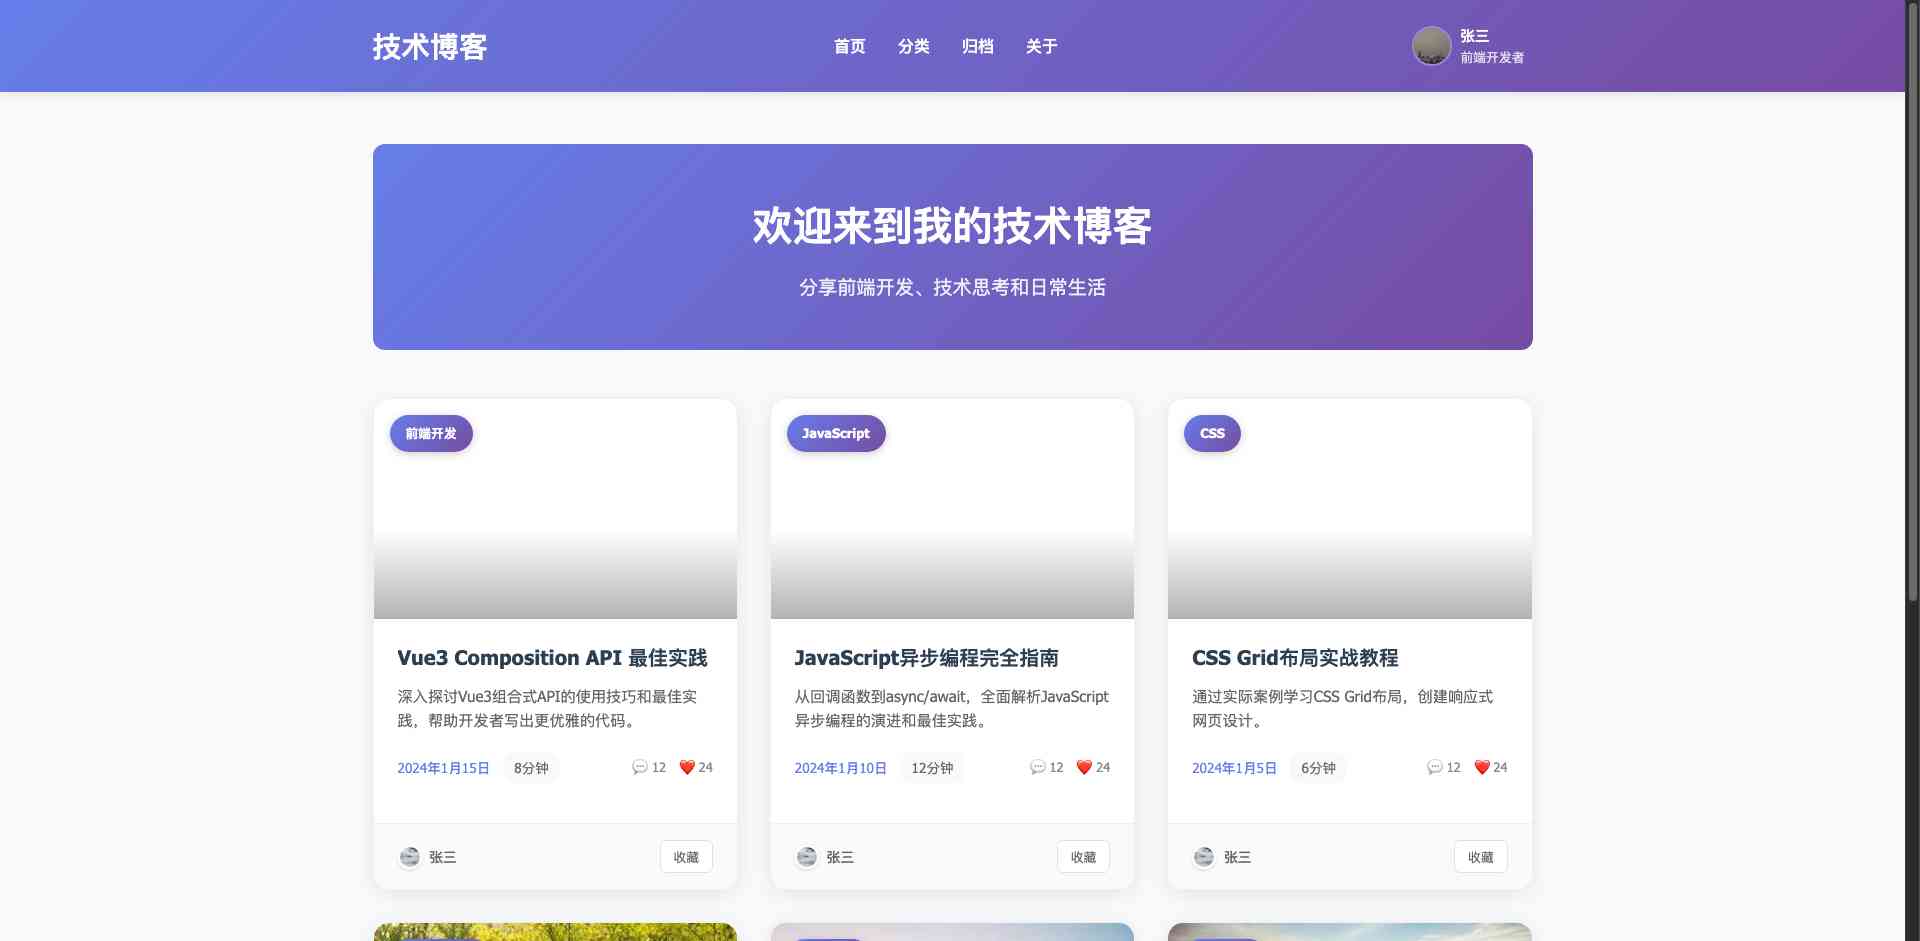 技术博客
首页 分类 归档 关于
张三
前端开发者
欢迎来到我的技术博客
分享前端开发、技术思考和日常生活
前端开发
Vue3 Composition API 最佳实践
深入探讨Vue3组合式API的使用技巧和最佳实
践，帮助开发者写出更优雅的代码。
2024年1月15日 8分钟 12 24
张三 收藏
JavaScript
JavaScript异步编程完全指南
从回调函数到async/await，全面解析JavaScript
异步编程的演进和最佳实践。
2024年1月10日 12分钟 12 24
张三 收藏
CSS
CSS Grid布局实战教程
通过实际案例学习CSS Grid布局，创建响应式
网页设计。
2024年1月5日 6分钟 12 24
张三 收藏